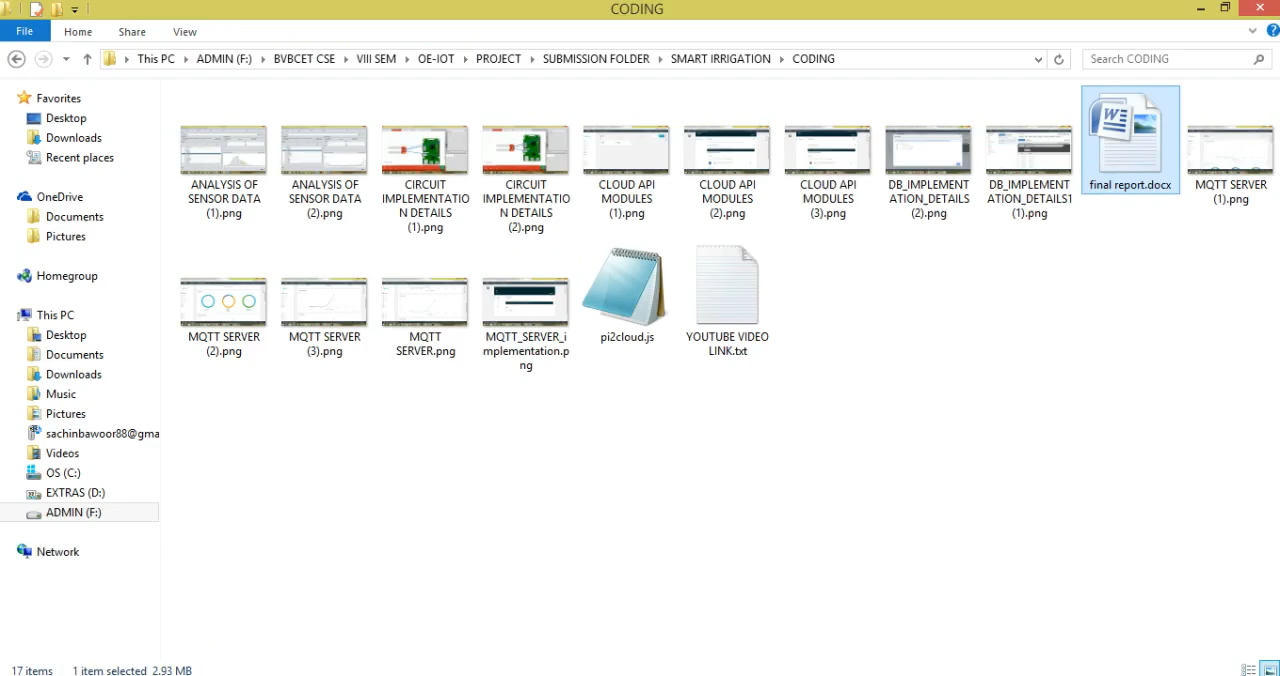 CODING
File Home Share View
This PC ADMIN (F:) BVBCET CSE VIII SEM OE-IOT PROJECT SUBMISSION FOLDER SMART IRRIGATION CODING
Search CODING
Favorites
Desktop
Downloads
Recent places
OneDrive
Documents
Pictures
Homegroup
This PC
Desktop
Documents
Downloads
Music
Pictures
sachinbawoor88@gma
Videos
OS (C:)
EXTRAS (D:)
ADMIN (F:)
Network
ANALYSIS OF
SENSOR DATA
(1).png
ANALYSIS OF
SENSOR DATA
(2).png
CIRCUIT
IMPLEMENTATIO
N DETAILS
(1).png
CIRCUIT
IMPLEMENTATIO
N DETAILS
(2).png
CLOUD API
MODULES
(1).png
CLOUD API
MODULES
(2).png
CLOUD API
MODULES
(3).png
DB_IMPLEMENT
ATION_DETAILS
(2).png
DB_IMPLEMENT
ATION_DETAILS1
(1).png
final report.docx
MQTT SERVER
(1).png
MQTT SERVER
(2).png
MQTT SERVER
(3).png
MQTT
SERVER.png
MQTT_SERVER_i
mplementation.p
ng
pi2cloud.js
YOUTUBE VIDEO
LINK.txt
17 items 1 item selected 2.93 MB